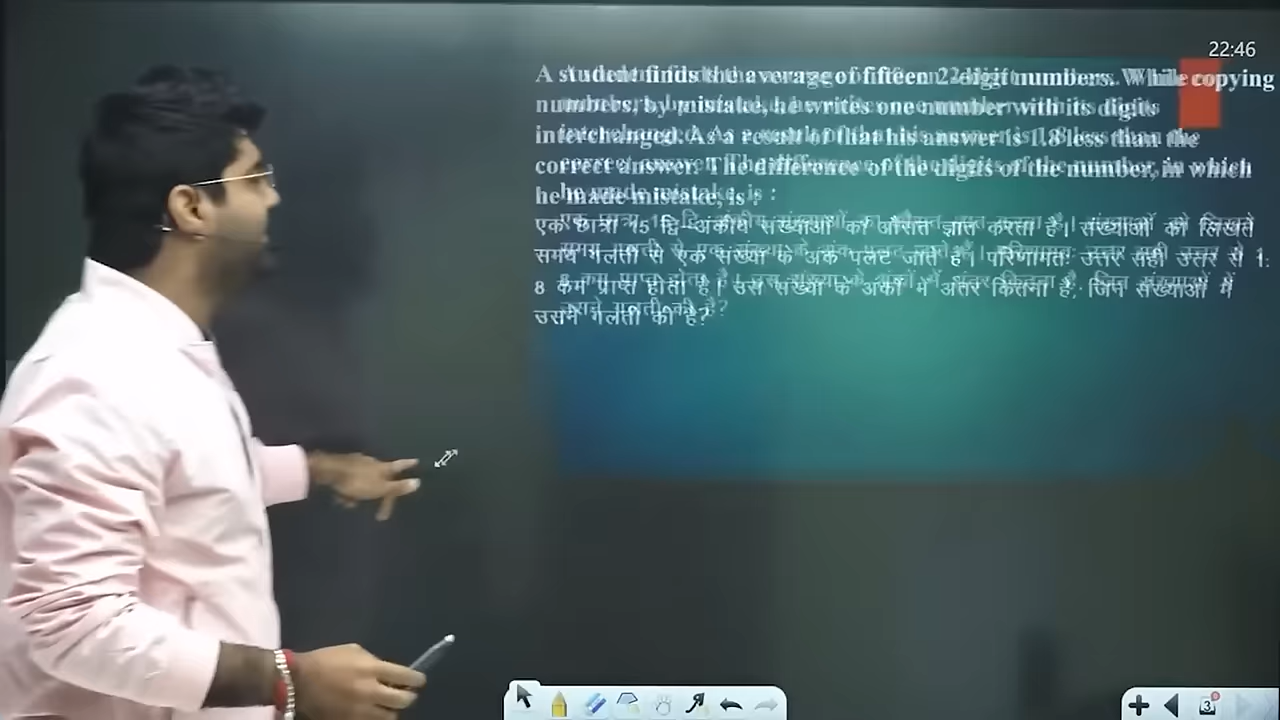 22:46
A student finds the average of fifteen 2-digit numbers. While copying
numbers, by mistake, he writes one number with its digits
interchanged. As a result of that his answer is 1.8 less than the
correct answer. The difference of the digits of the number, in which
he made mistake, is :
एक छात्रा 15 द्वि-अंकीय संख्याओं का औसत ज्ञात करता है। संख्याओं को लिखते
समय गलती से एक संख्या के अंक पलट जाते हैं। परिणामतः उत्तर सही उत्तर से 1.
8 कम प्राप्त होता है। उस संख्या के अंकों में अंतर कितना है, जिन संख्याओं में
उसने गलती की है?
3